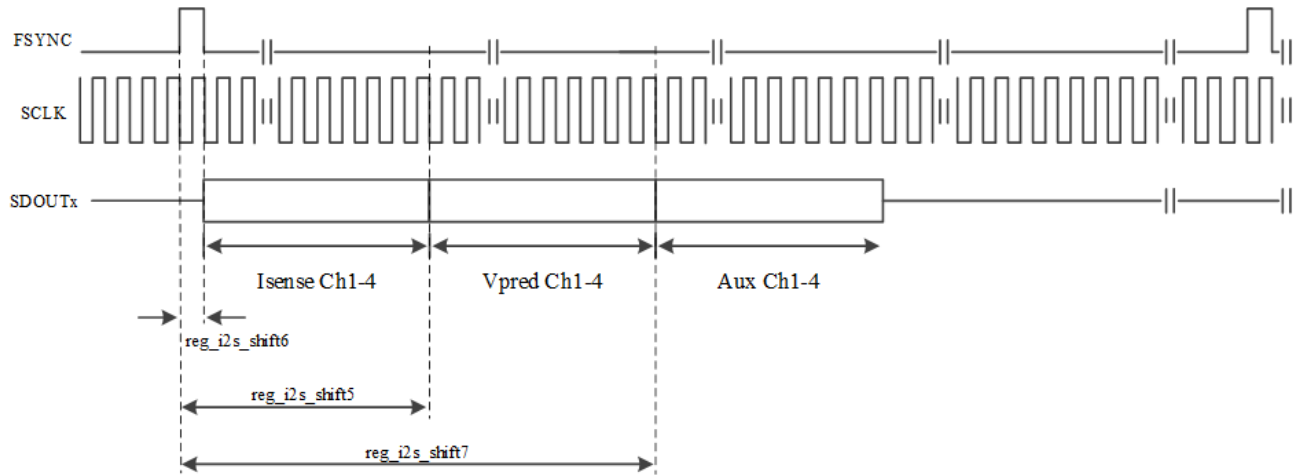 FSYNC
SCLK
SDOUTx
Isense Ch1-4
Vpred Ch1-4
Aux Ch1-4
reg_i2s_shift6
reg_i2s_shift5
reg_i2s_shift7